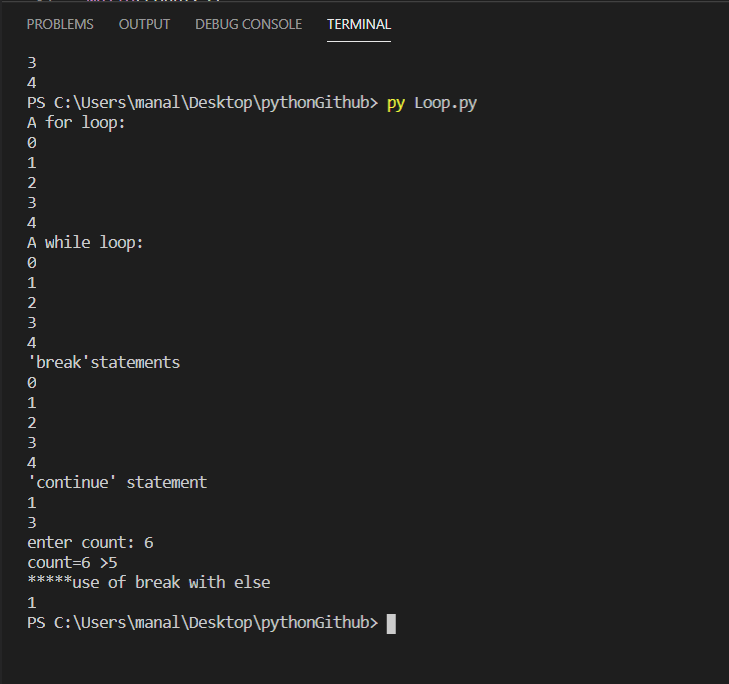 PROBLEMS OUTPUT DEBUG CONSOLE TERMINAL
3
4
PS C:\Users\manal\Desktop\pythonGithub> py Loop.py
A for loop:
0
1
2
3
4
A while loop:
0
1
2
3
4
'break'statements
0
1
2
3
4
'continue' statement
1
3
enter count: 6
count=6 >5
*****use of break with else
1
PS C:\Users\manal\Desktop\pythonGithub>